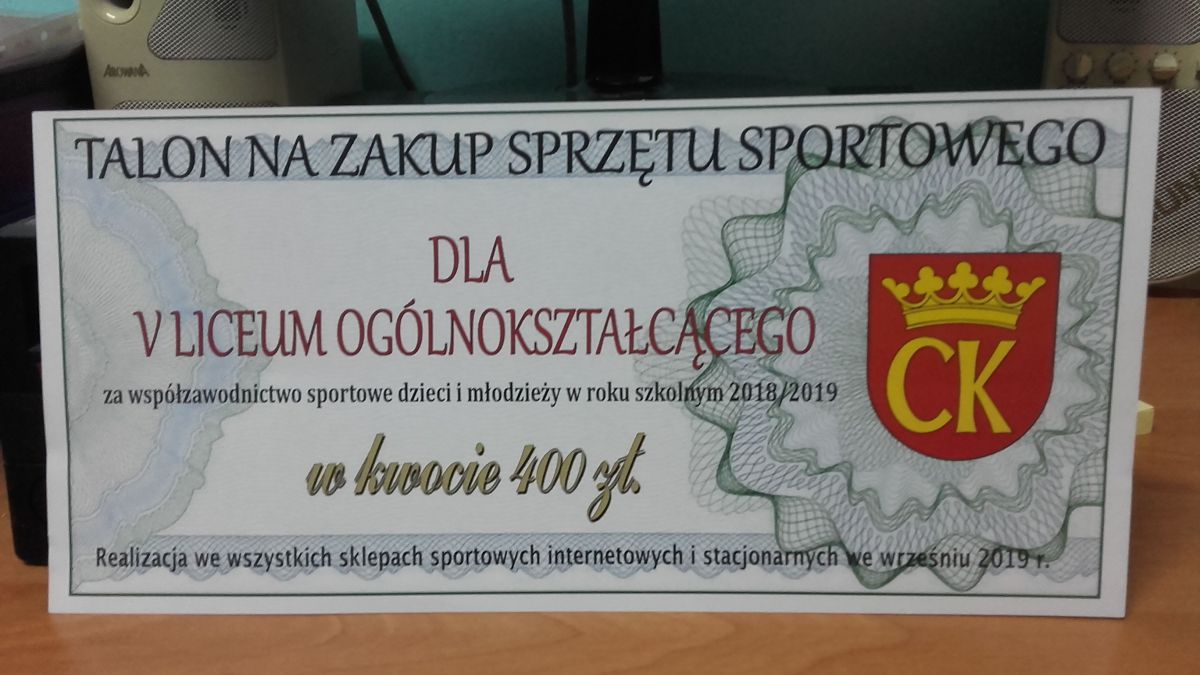 AROWANA
TALON NA ZAKUP SPRZĘTU SPORTOWEGO
DLA
V LICEUM OGÓLNOKSZTAŁCĄCEGO
za współzawodnictwo sportowe dzieci i młodzieży w roku szkolnym 2018/2019
CK
w kwocie 400 zł.
Realizacja we wszystkich sklepach sportowych internetowych i stacjonarnych we wrześniu 2019 r.